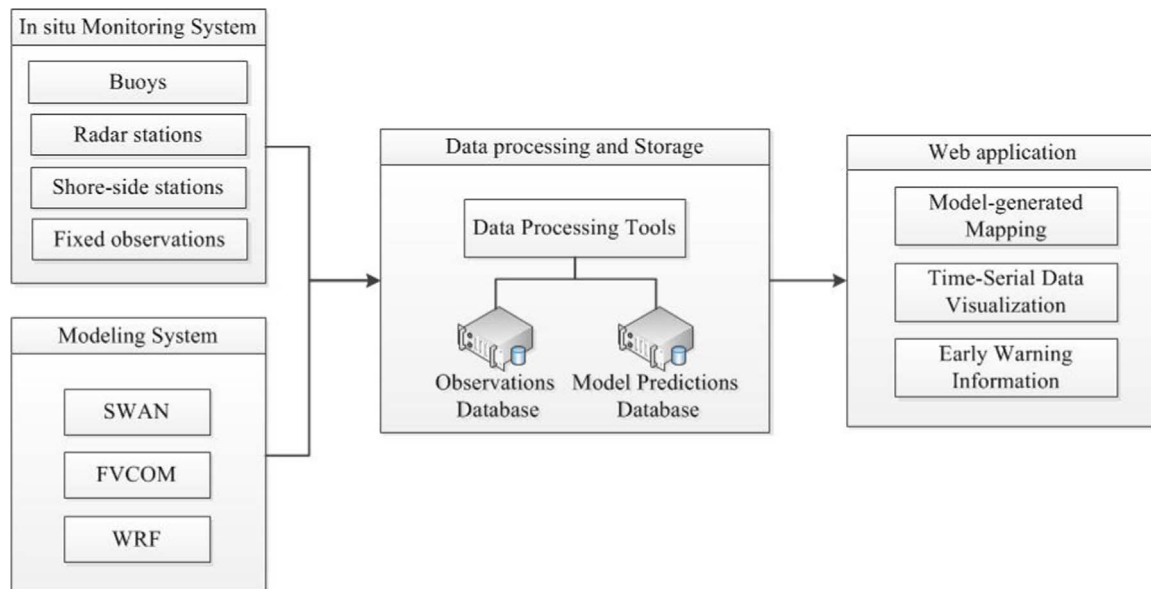 In situ Monitoring System
Buoys
Radar stations
Shore-side stations
Fixed observations
Modeling System
SWAN
FVCOM
WRF
Data processing and Storage
Data Processing Tools
Observations
Database
Model Predictions
Database
Web application
Model-generated
Mapping
Time-Serial Data
Visualization
Early Warning
Information